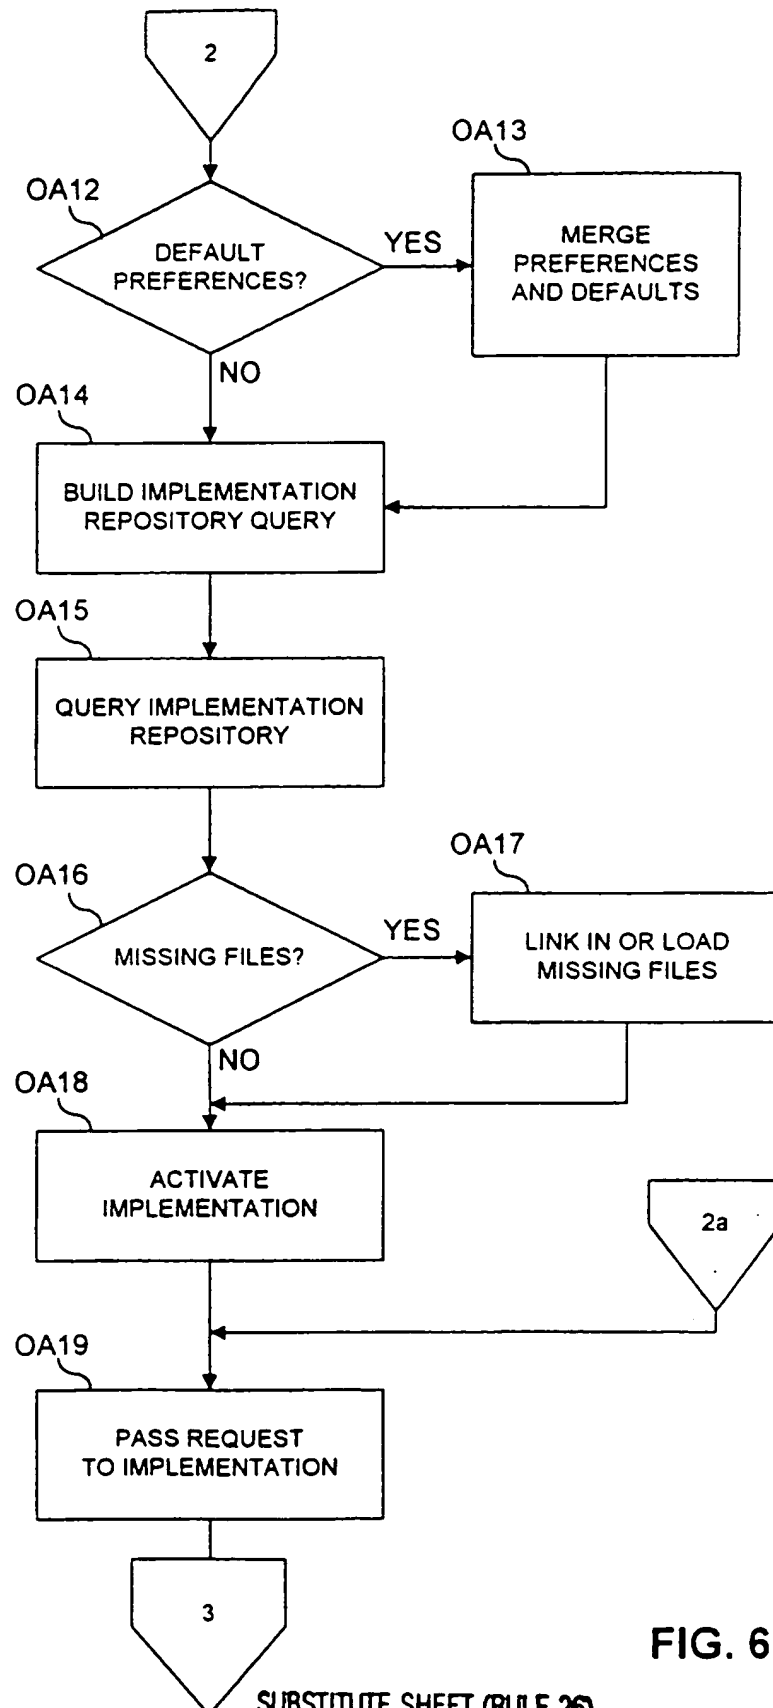 2
OA12
DEFAULT
PREFERENCES?
YES
OA13
MERGE
PREFERENCES
AND DEFAULTS
NO
OA14
BUILD IMPLEMENTATION
REPOSITORY QUERY
OA15
QUERY IMPLEMENTATION
REPOSITORY
OA16
MISSING FILES?
YES
OA17
LINK IN OR LOAD
MISSING FILES
NO
OA18
ACTIVATE
IMPLEMENTATION
2a
OA19
PASS REQUEST
TO IMPLEMENTATION
3
FIG. 6
SUBSTITUTE SHEET (RULE 26)